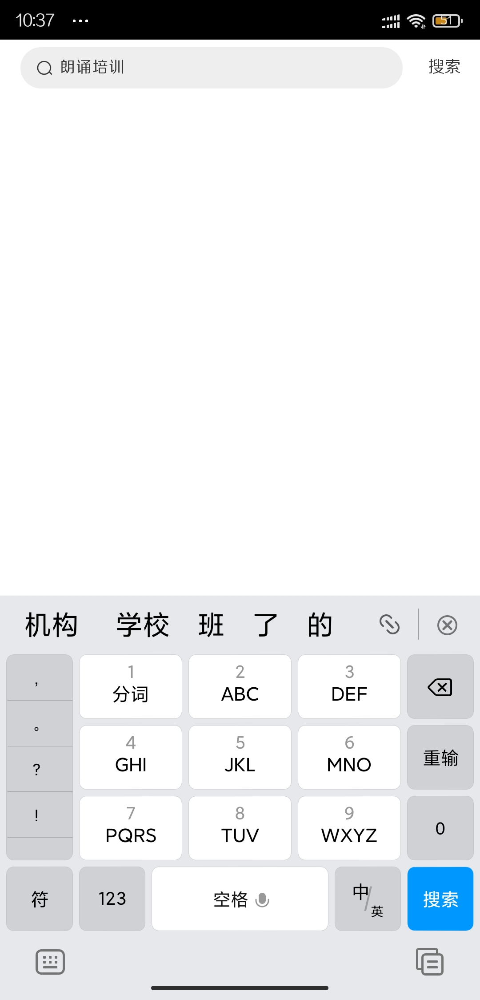 10:37 ... 51
朗诵培训 搜索
机构 学校 班 了 的
, 1 2 3
分词 ABC DEF
。 4 5 6
? GHI JKL MNO 重输
! 7 8 9
PQRS TUV WXYZ 0
符 123 空格 中/英 搜索